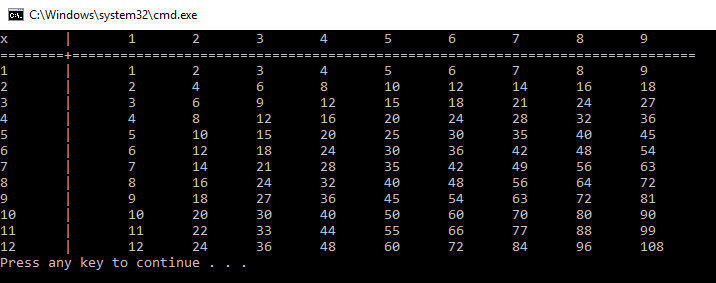 C:\Windows\system32\cmd.exe
x | 1 2 3 4 5 6 7 8 9
========+===============================================================================
1 | 1 2 3 4 5 6 7 8 9
2 | 2 4 6 8 10 12 14 16 18
3 | 3 6 9 12 15 18 21 24 27
4 | 4 8 12 16 20 24 28 32 36
5 | 5 10 15 20 25 30 35 40 45
6 | 6 12 18 24 30 36 42 48 54
7 | 7 14 21 28 35 42 49 56 63
8 | 8 16 24 32 40 48 56 64 72
9 | 9 18 27 36 45 54 63 72 81
10 | 10 20 30 40 50 60 70 80 90
11 | 11 22 33 44 55 66 77 88 99
12 | 12 24 36 48 60 72 84 96 108
Press any key to continue . . .